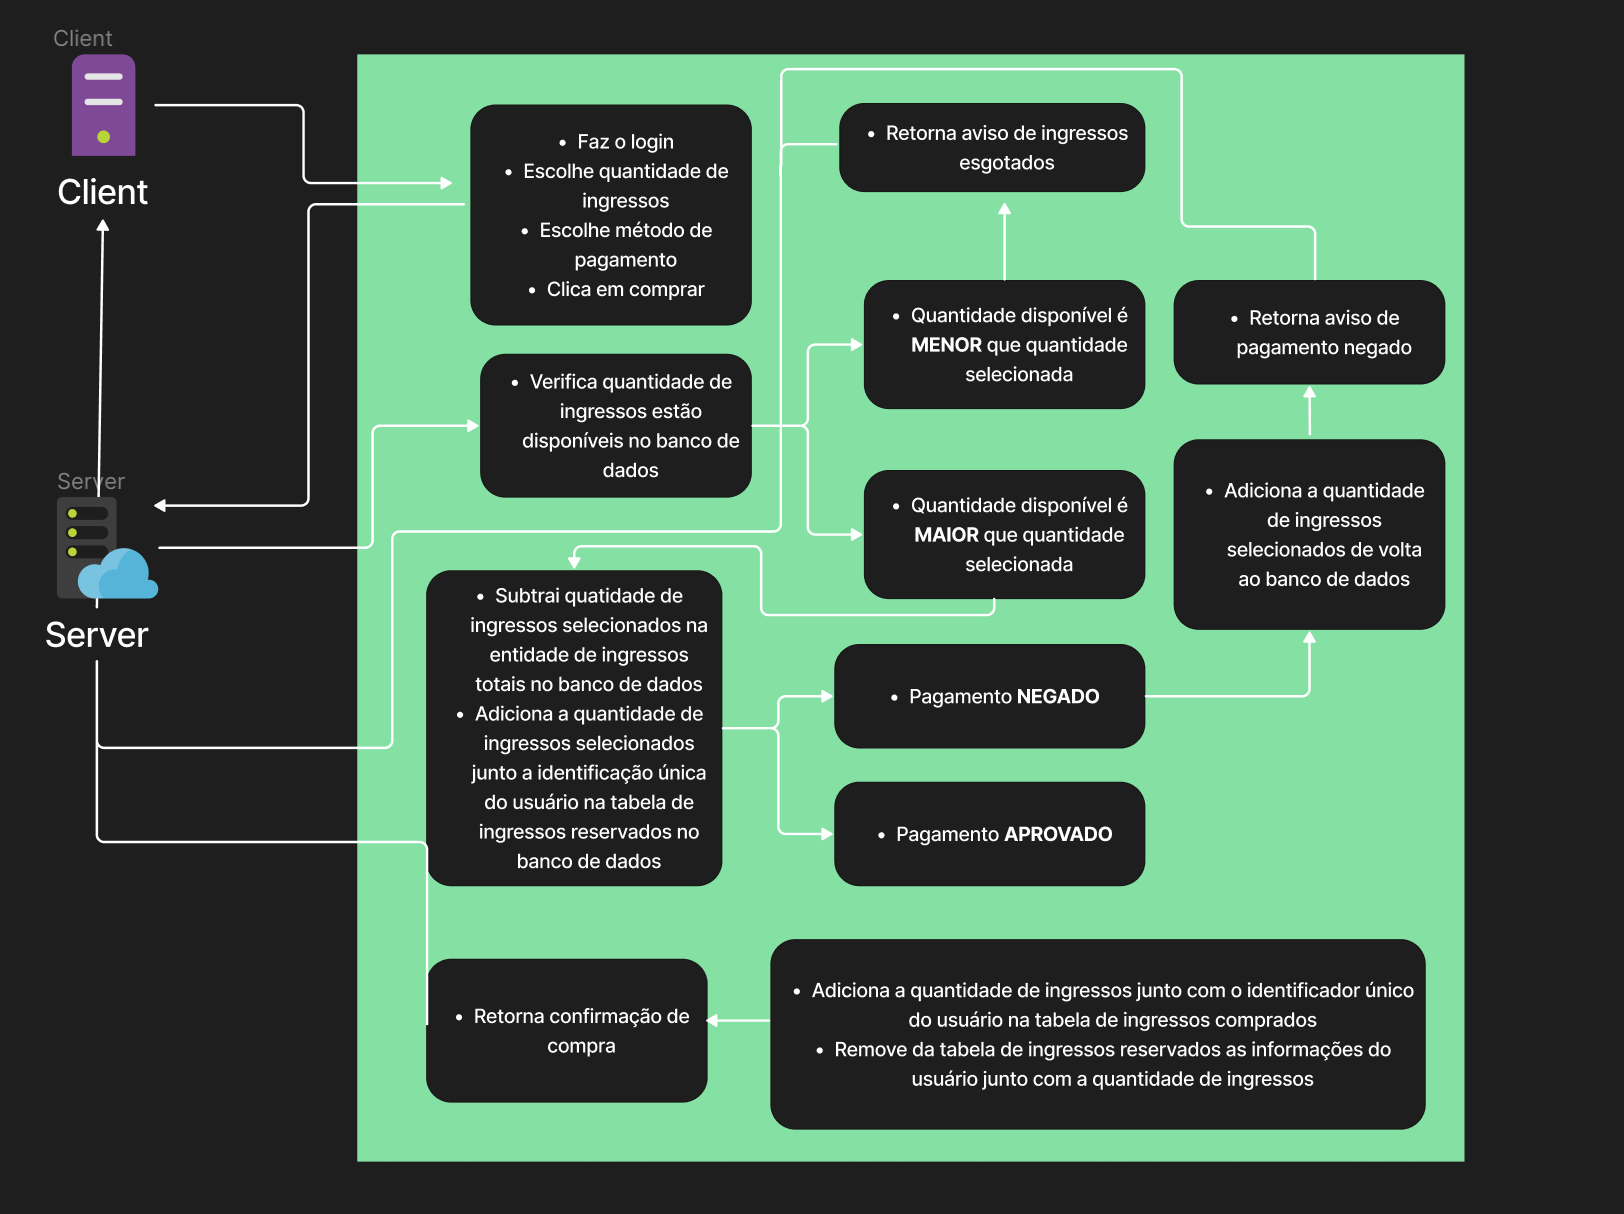 Client
Client
Server
Server
• Faz o login
• Escolhe quantidade de
ingressos
• Escolhe método de
pagamento
• Clica em comprar
• Verifica quantidade de
ingressos estão
disponíveis no banco de
dados
• Retorna aviso de ingressos
esgotados
• Quantidade disponível é
MENOR que quantidade
selecionada
• Quantidade disponível é
MAIOR que quantidade
selecionada
• Retorna aviso de
pagamento negado
• Adiciona a quantidade
de ingressos
selecionados de volta
ao banco de dados
• Subtrai quatidade de
ingressos selecionados na
entidade de ingressos
totais no banco de dados
• Adiciona a quantidade de
ingressos selecionados
junto a identificação única
do usuário na tabela de
ingressos reservados no
banco de dados
• Pagamento NEGADO
• Pagamento APROVADO
• Retorna confirmação de
compra
• Adiciona a quantidade de ingressos junto com o identificador único
do usuário na tabela de ingressos comprados
• Remove da tabela de ingressos reservados as informações do
usuário junto com a quantidade de ingressos